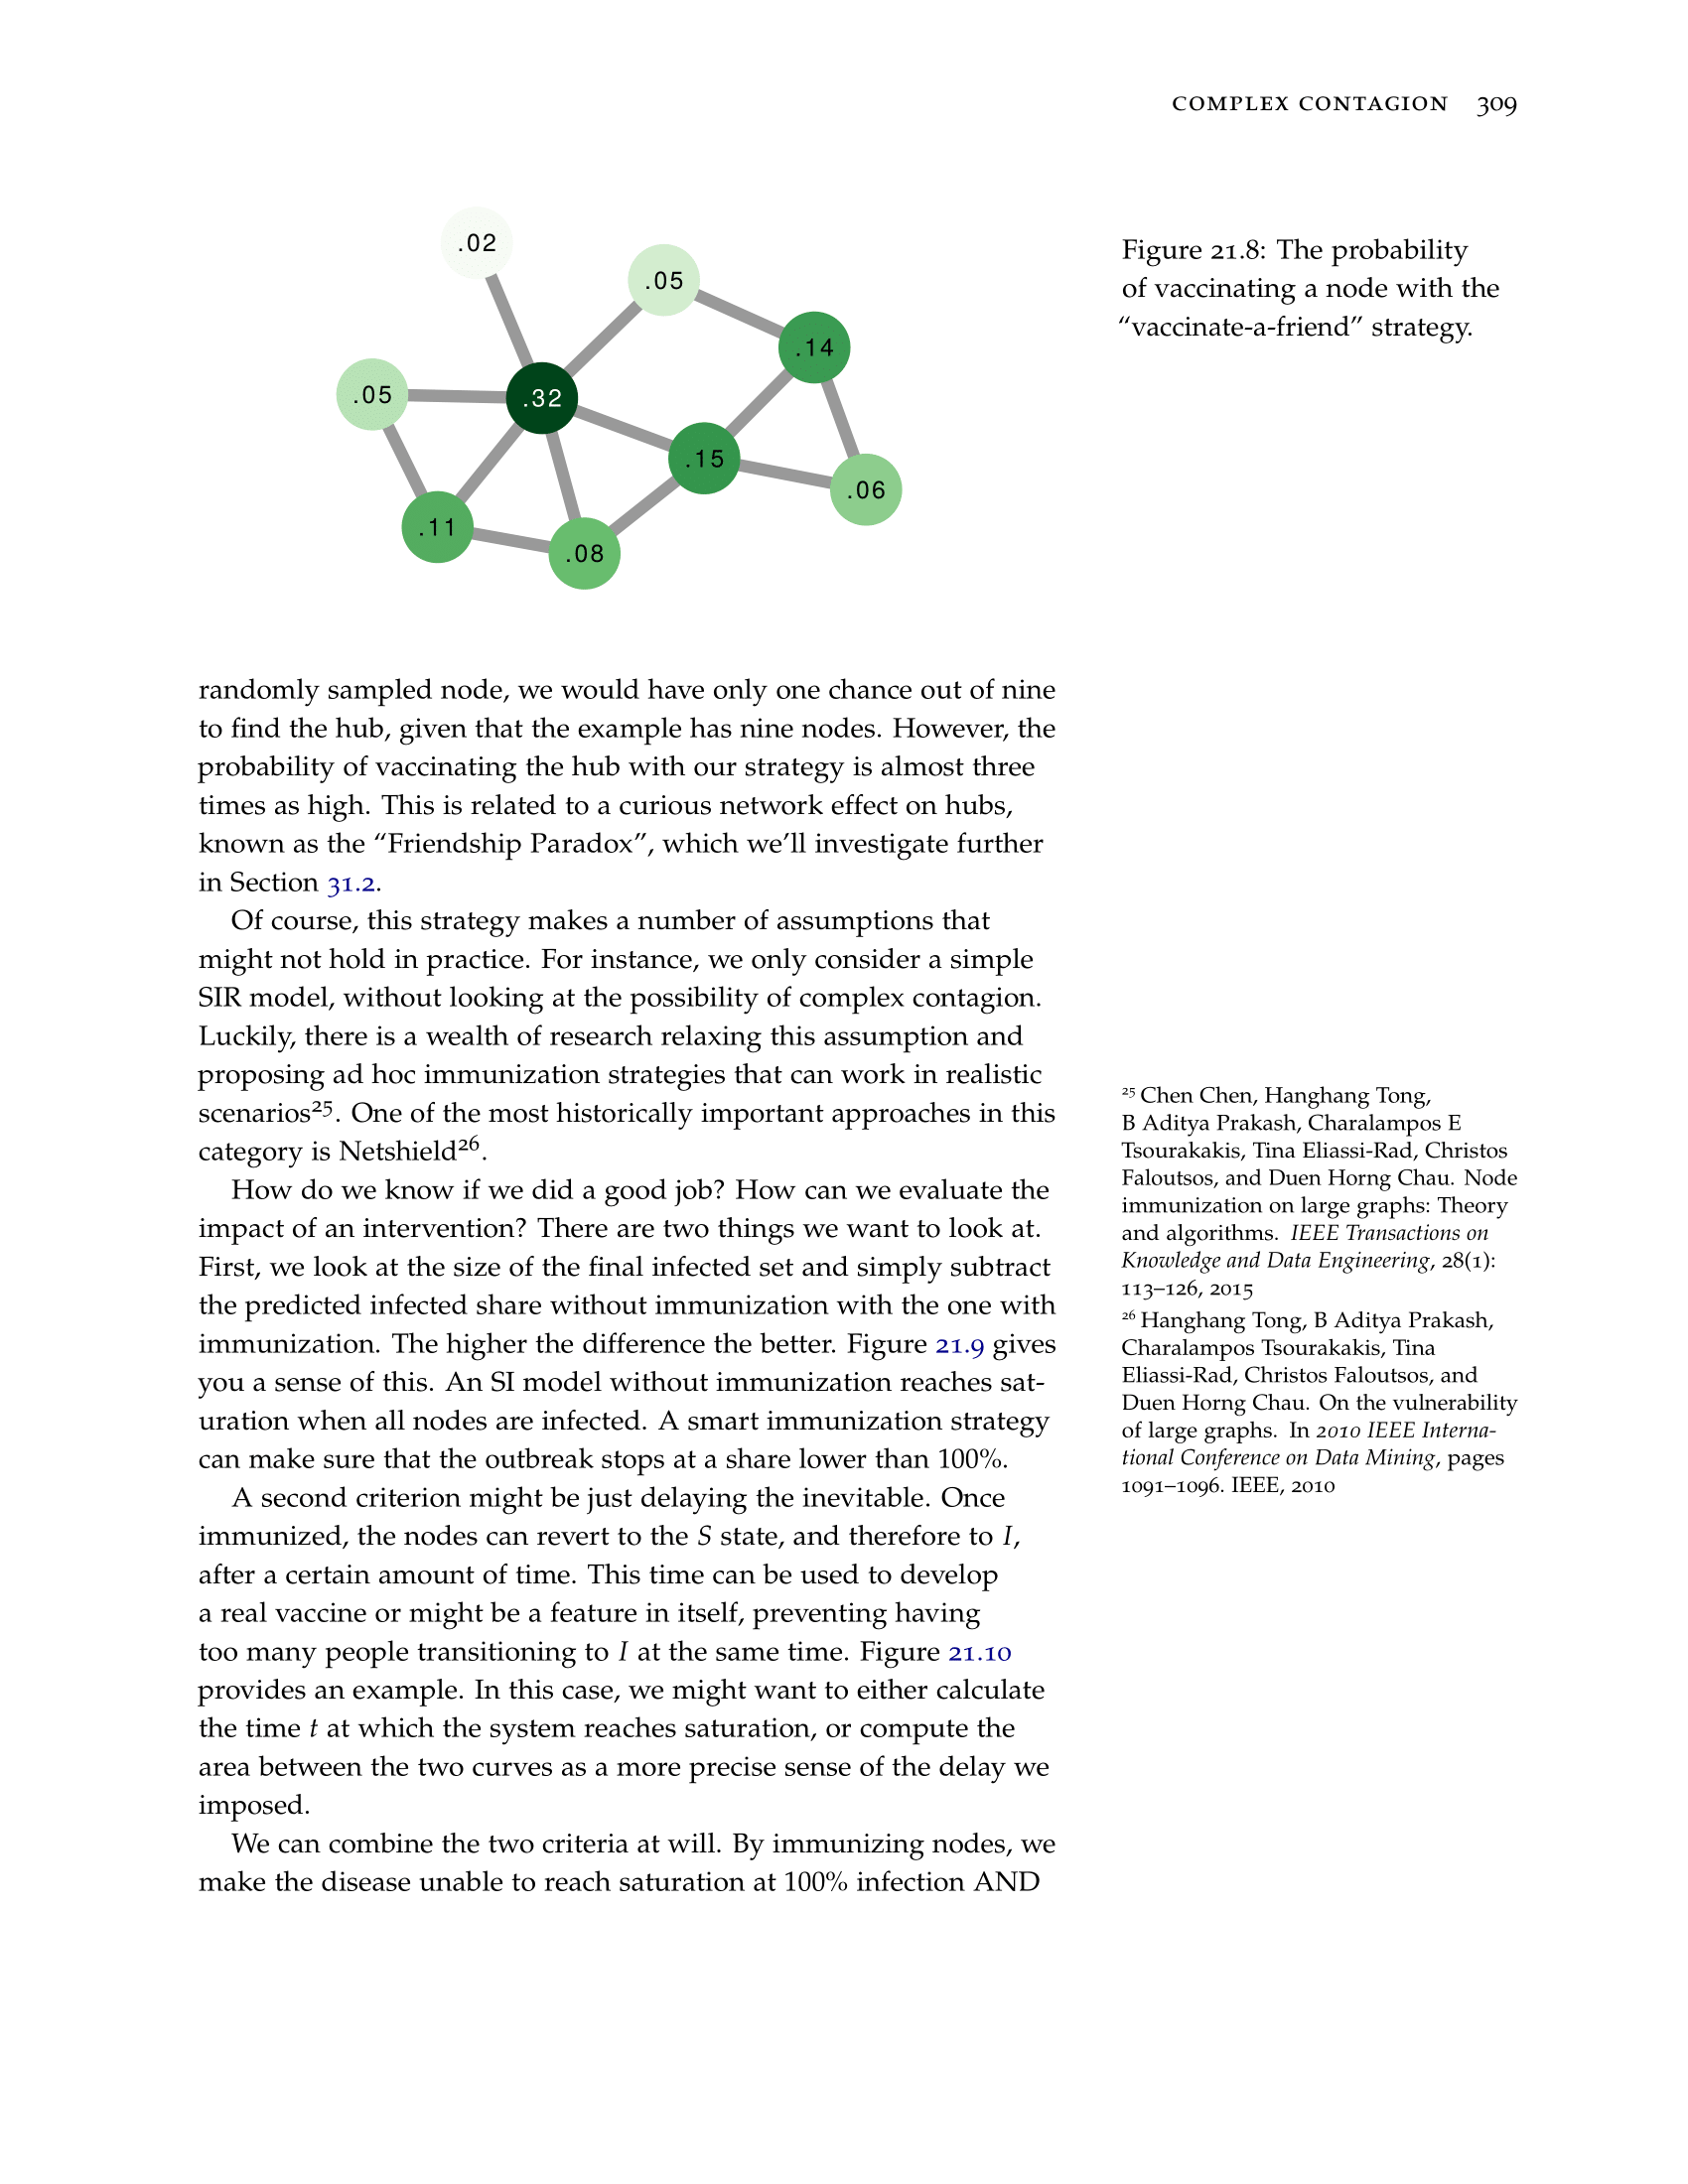 COMPLEX CONTAGION 309
.02
.05
.14
.05
.32
.15
.06
.11
.08
Figure 21.8: The probability
of vaccinating a node with the
“vaccinate-a-friend” strategy.
randomly sampled node, we would have only one chance out of nine
to find the hub, given that the example has nine nodes. However, the
probability of vaccinating the hub with our strategy is almost three
times as high. This is related to a curious network effect on hubs,
known as the “Friendship Paradox”, which we’ll investigate further
in Section 31.2.
Of course, this strategy makes a number of assumptions that
might not hold in practice. For instance, we only consider a simple
SIR model, without looking at the possibility of complex contagion.
Luckily, there is a wealth of research relaxing this assumption and
proposing ad hoc immunization strategies that can work in realistic
scenarios25. One of the most historically important approaches in this
category is Netshield26.
How do we know if we did a good job? How can we evaluate the
impact of an intervention? There are two things we want to look at.
First, we look at the size of the final infected set and simply subtract
the predicted infected share without immunization with the one with
immunization. The higher the difference the better. Figure 21.9 gives
you a sense of this. An SI model without immunization reaches sat-
uration when all nodes are infected. A smart immunization strategy
can make sure that the outbreak stops at a share lower than 100%.
A second criterion might be just delaying the inevitable. Once
immunized, the nodes can revert to the S state, and therefore to I,
after a certain amount of time. This time can be used to develop
a real vaccine or might be a feature in itself, preventing having
too many people transitioning to I at the same time. Figure 21.10
provides an example. In this case, we might want to either calculate
the time t at which the system reaches saturation, or compute the
area between the two curves as a more precise sense of the delay we
imposed.
We can combine the two criteria at will. By immunizing nodes, we
make the disease unable to reach saturation at 100% infection AND
25 Chen Chen, Hanghang Tong,
B Aditya Prakash, Charalampos E
Tsourakakis, Tina Eliassi-Rad, Christos
Faloutsos, and Duen Horng Chau. Node
immunization on large graphs: Theory
and algorithms. IEEE Transactions on
Knowledge and Data Engineering, 28(1):
113–126, 2015
26 Hanghang Tong, B Aditya Prakash,
Charalampos Tsourakakis, Tina
Eliassi-Rad, Christos Faloutsos, and
Duen Horng Chau. On the vulnerability
of large graphs. In 2010 IEEE Interna-
tional Conference on Data Mining, pages
1091–1096. IEEE, 2010